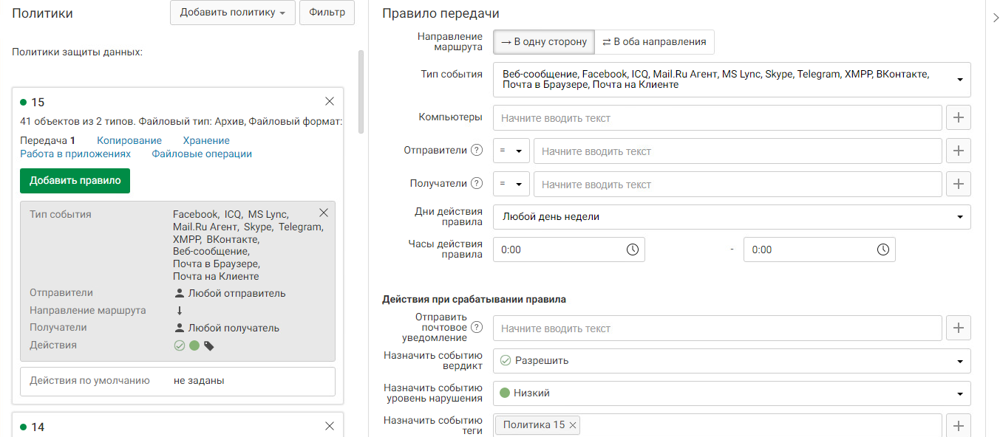 Политики
Добавить политику
Фильтр
Политики защиты данных:
15
41 объектов из 2 типов. Файловый тип: Архив, Файловый формат:
Передача 1 Копирование Хранение
Работа в приложениях Файловые операции
Добавить правило
Тип события
Facebook, ICQ, MS Lync,
Mail.Ru Агент, Skype, Telegram,
XMPP, ВКонтакте,
Веб-сообщение,
Почта в Браузере,
Почта на Клиенте
Отправители
Любой отправитель
Направление маршрута
Получатели
Любой получатель
Действия
Действия по умолчанию
не заданы
14
Правило передачи
Направление
маршрута
→ В одну сторону
⇄ В оба направления
Тип события
Веб-сообщение, Facebook, ICQ, Mail.Ru Агент, MS Lync, Skype, Telegram, XMPP, ВКонтакте,
Почта в Браузере, Почта на Клиенте
Компьютеры
Начните вводить текст
Отправители ?
=
Начните вводить текст
Получатели ?
=
Начните вводить текст
Дни действия
правила
Любой день недели
Часы действия
правила
0:00 - 0:00
Действия при срабатывании правила
Отправить
почтовое ?
уведомление
Начните вводить текст
Назначить событию
вердикт
Разрешить
Назначить событию
уровень нарушения
Низкий
Назначить событию
теги
Политика 15